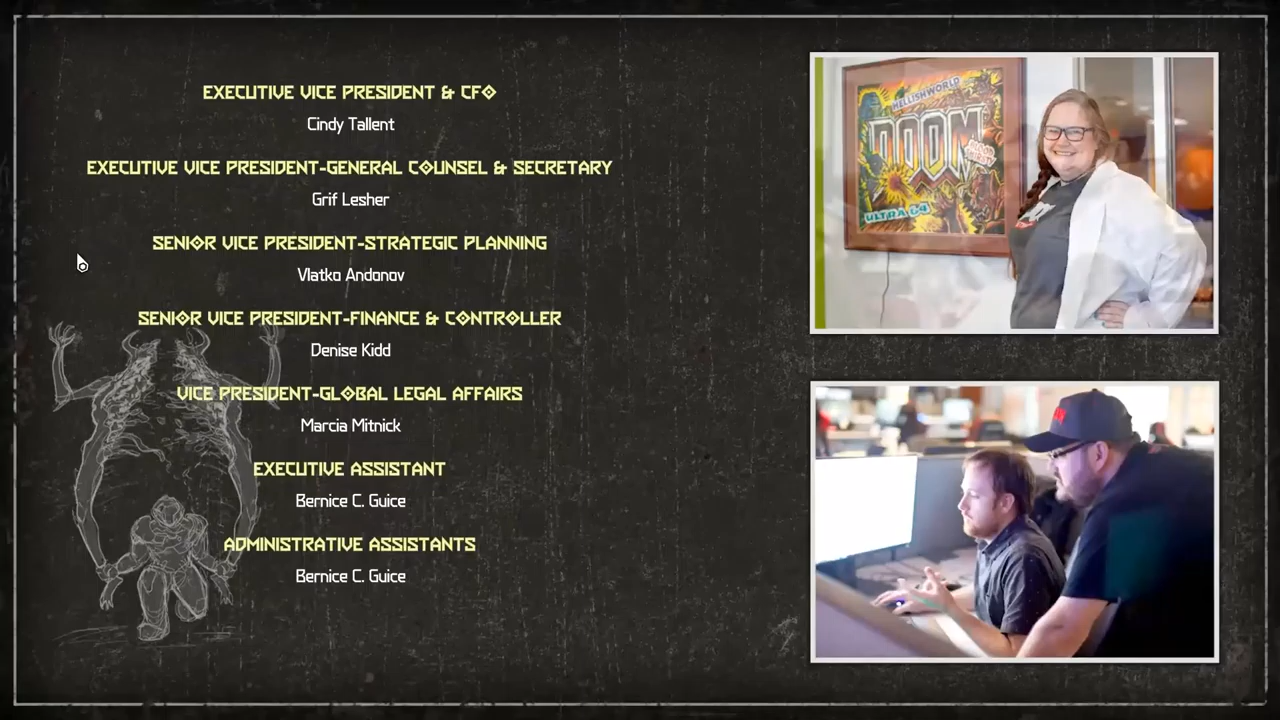 EXECUTIVE VICE PRESIDENT & CFO
Cindy Tallent
EXECUTIVE VICE PRESIDENT-GENERAL COUNSEL & SECRETARY
Grif Lesher
SENIOR VICE PRESIDENT-STRATEGIC PLANNING
Vlatko Andonov
SENIOR VICE PRESIDENT-FINANCE & CONTROLLER
Denise Kidd
VICE PRESIDENT-GLOBAL LEGAL AFFAIRS
Marcia Mitnick
EXECUTIVE ASSISTANT
Bernice C. Guice
ADMINISTRATIVE ASSISTANTS
Bernice C. Guice
HELLISHWORLD
DOOM
BLOOD THIRSTY
ULTRA 64